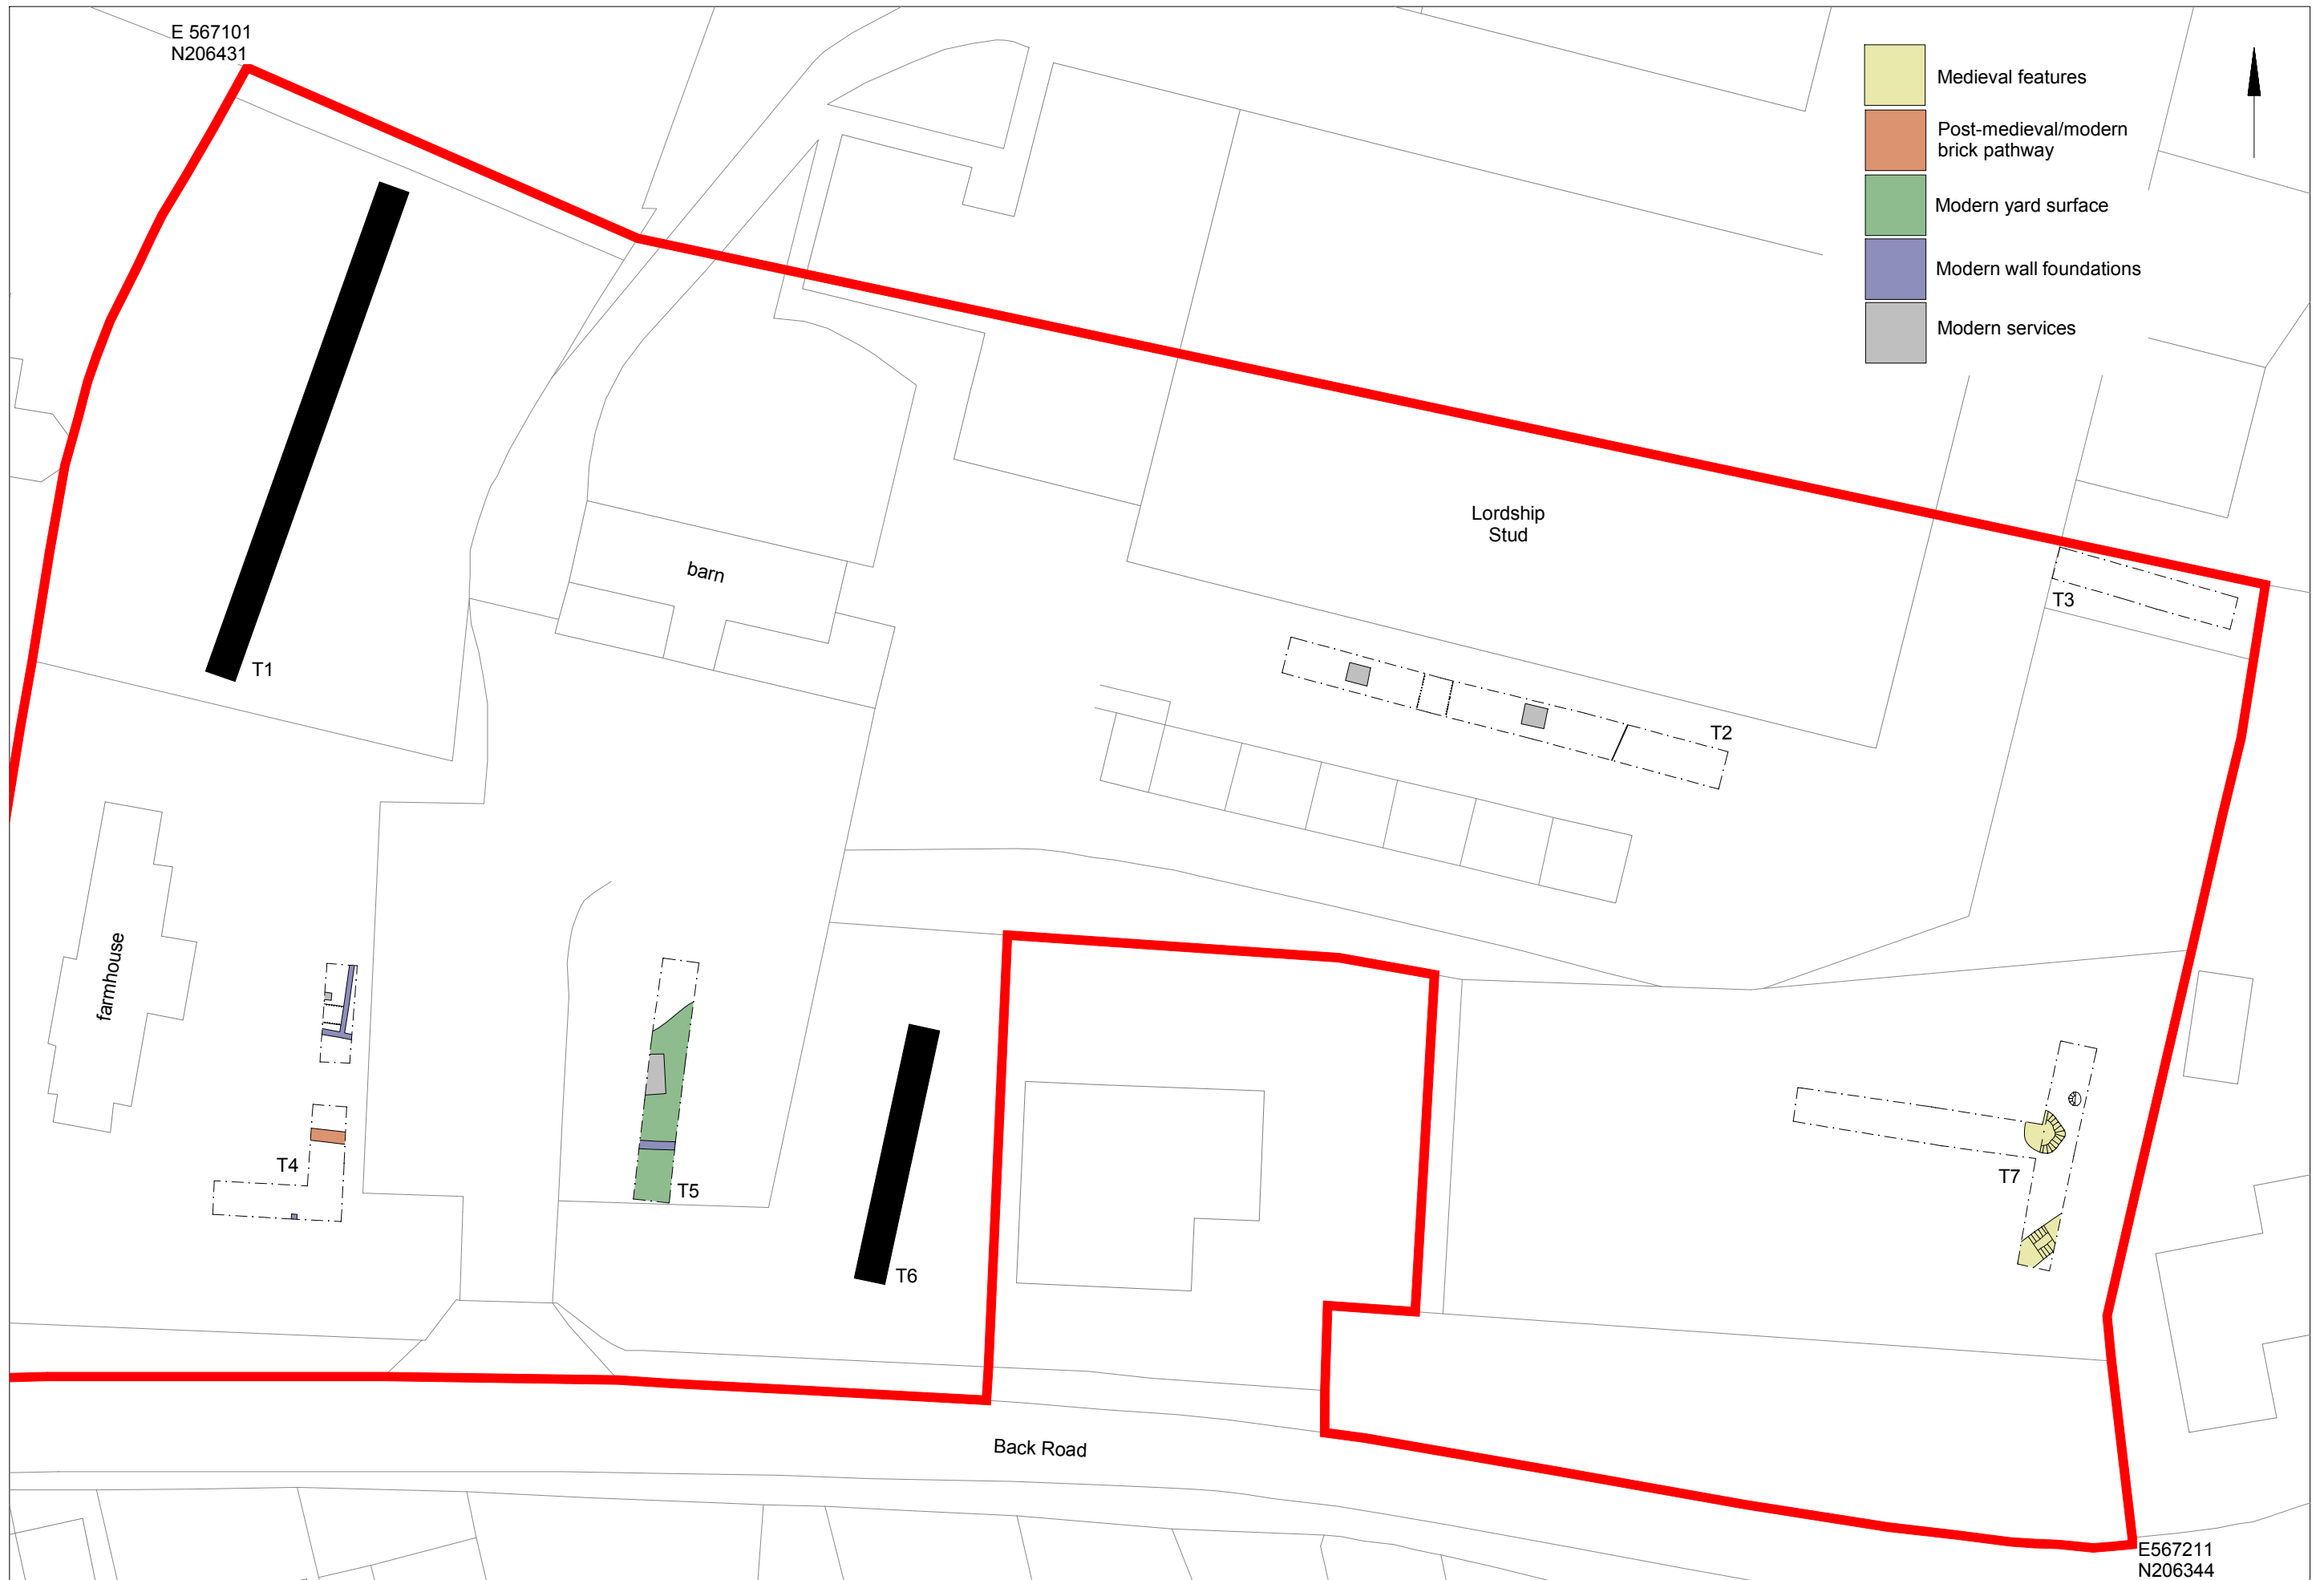 E 567101
N206431
Medieval features
Post-medieval/modern
brick pathway
Modern yard surface
Modern wall foundations
Modern services
Lordship
Stud
barn
T3
T1
T2
farmhouse
T4
T5
T7
T6
Back Road
E567211
N206344